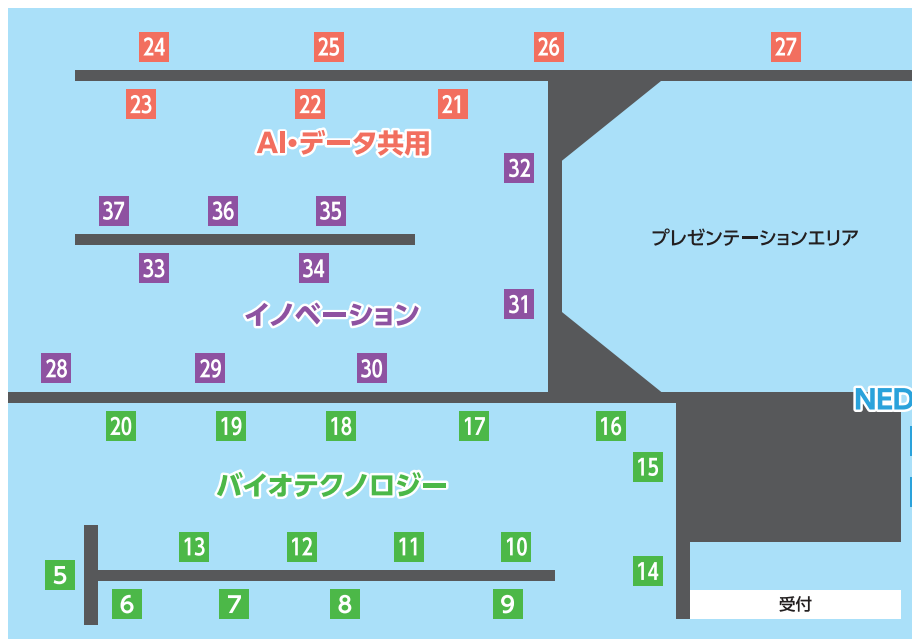 24 25 26 27
23 22 21
AI・データ共用
32
37 36 35
プレゼンテーションエリア
33 34
イノベーション
31
28 29 30
NED
20 19 18 17 16
15
バイオテクノロジー
13 12 11 10
14
5
6 7 8 9
受付